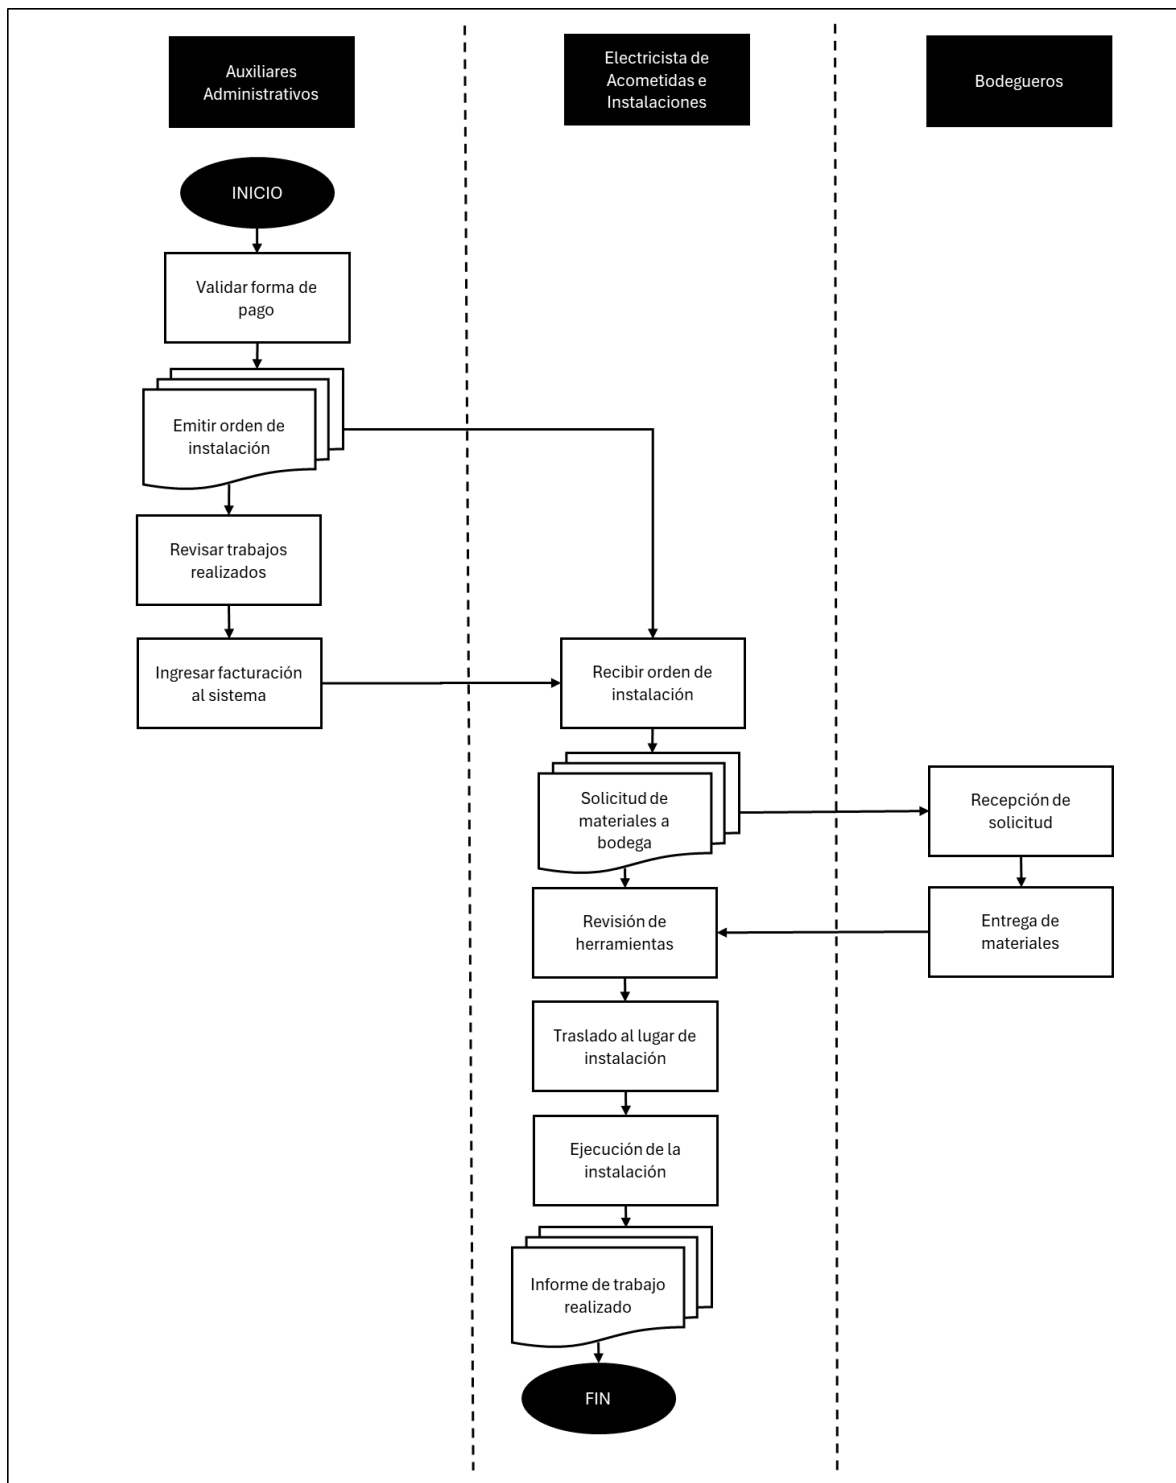 Auxiliares
Administrativos
Electricista de
Acometidas e
Instalaciones
Bodegueros
INICIO
Validar forma de
pago
Emitir orden de
instalación
Revisar trabajos
realizados
Ingresar facturación
al sistema
Recibir orden de
instalación
Solicitud de
materiales a
bodega
Recepción de
solicitud
Revisión de
herramientas
Entrega de
materiales
Traslado al lugar de
instalación
Ejecución de la
instalación
Informe de trabajo
realizado
FIN